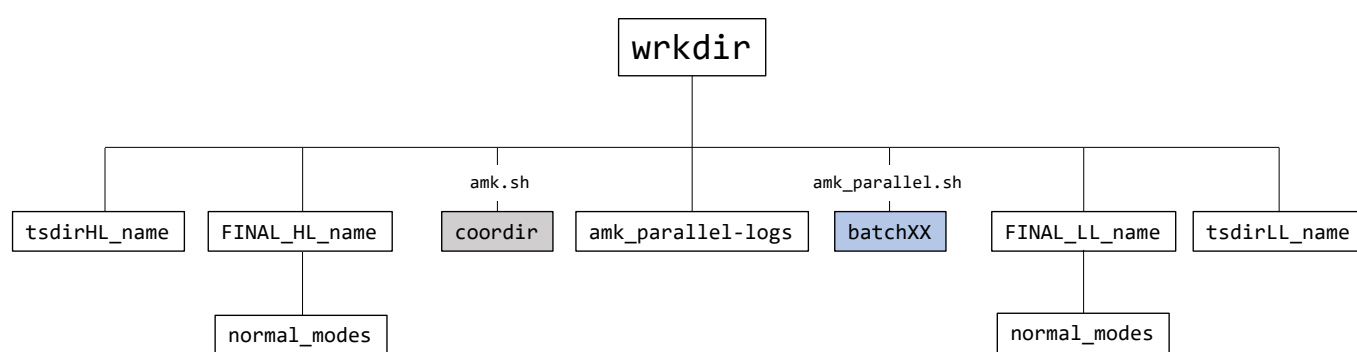 wrkdir
amk.sh
amk_parallel.sh
tsdirHL_name
FINAL_HL_name
coordir
amk_parallel-logs
batchXX
FINAL_LL_name
tsdirLL_name
normal_modes
normal_modes